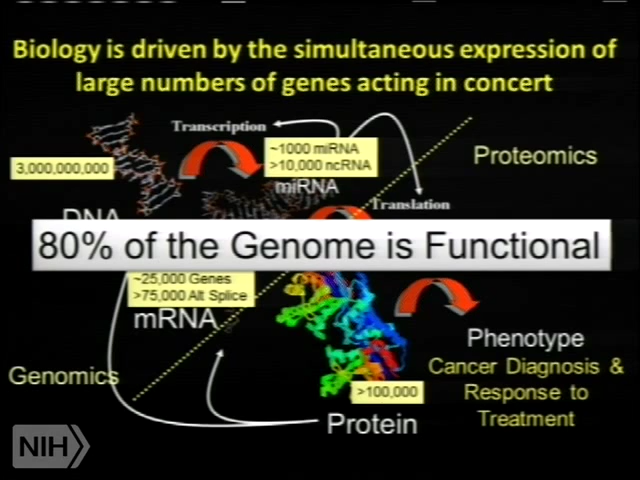 Biology is driven by the simultaneous expression of
large numbers of genes acting in concert
Transcription
~1000 miRNA
>10,000 ncRNA
miRNA
Proteomics
3,000,000,000
Translation
DNA
80% of the Genome is Functional
~25,000 Genes
>75,000 Alt Splice
mRNA
Phenotype
Cancer Diagnosis &
Response to
Treatment
Genomics
>100,000
Protein
NIH